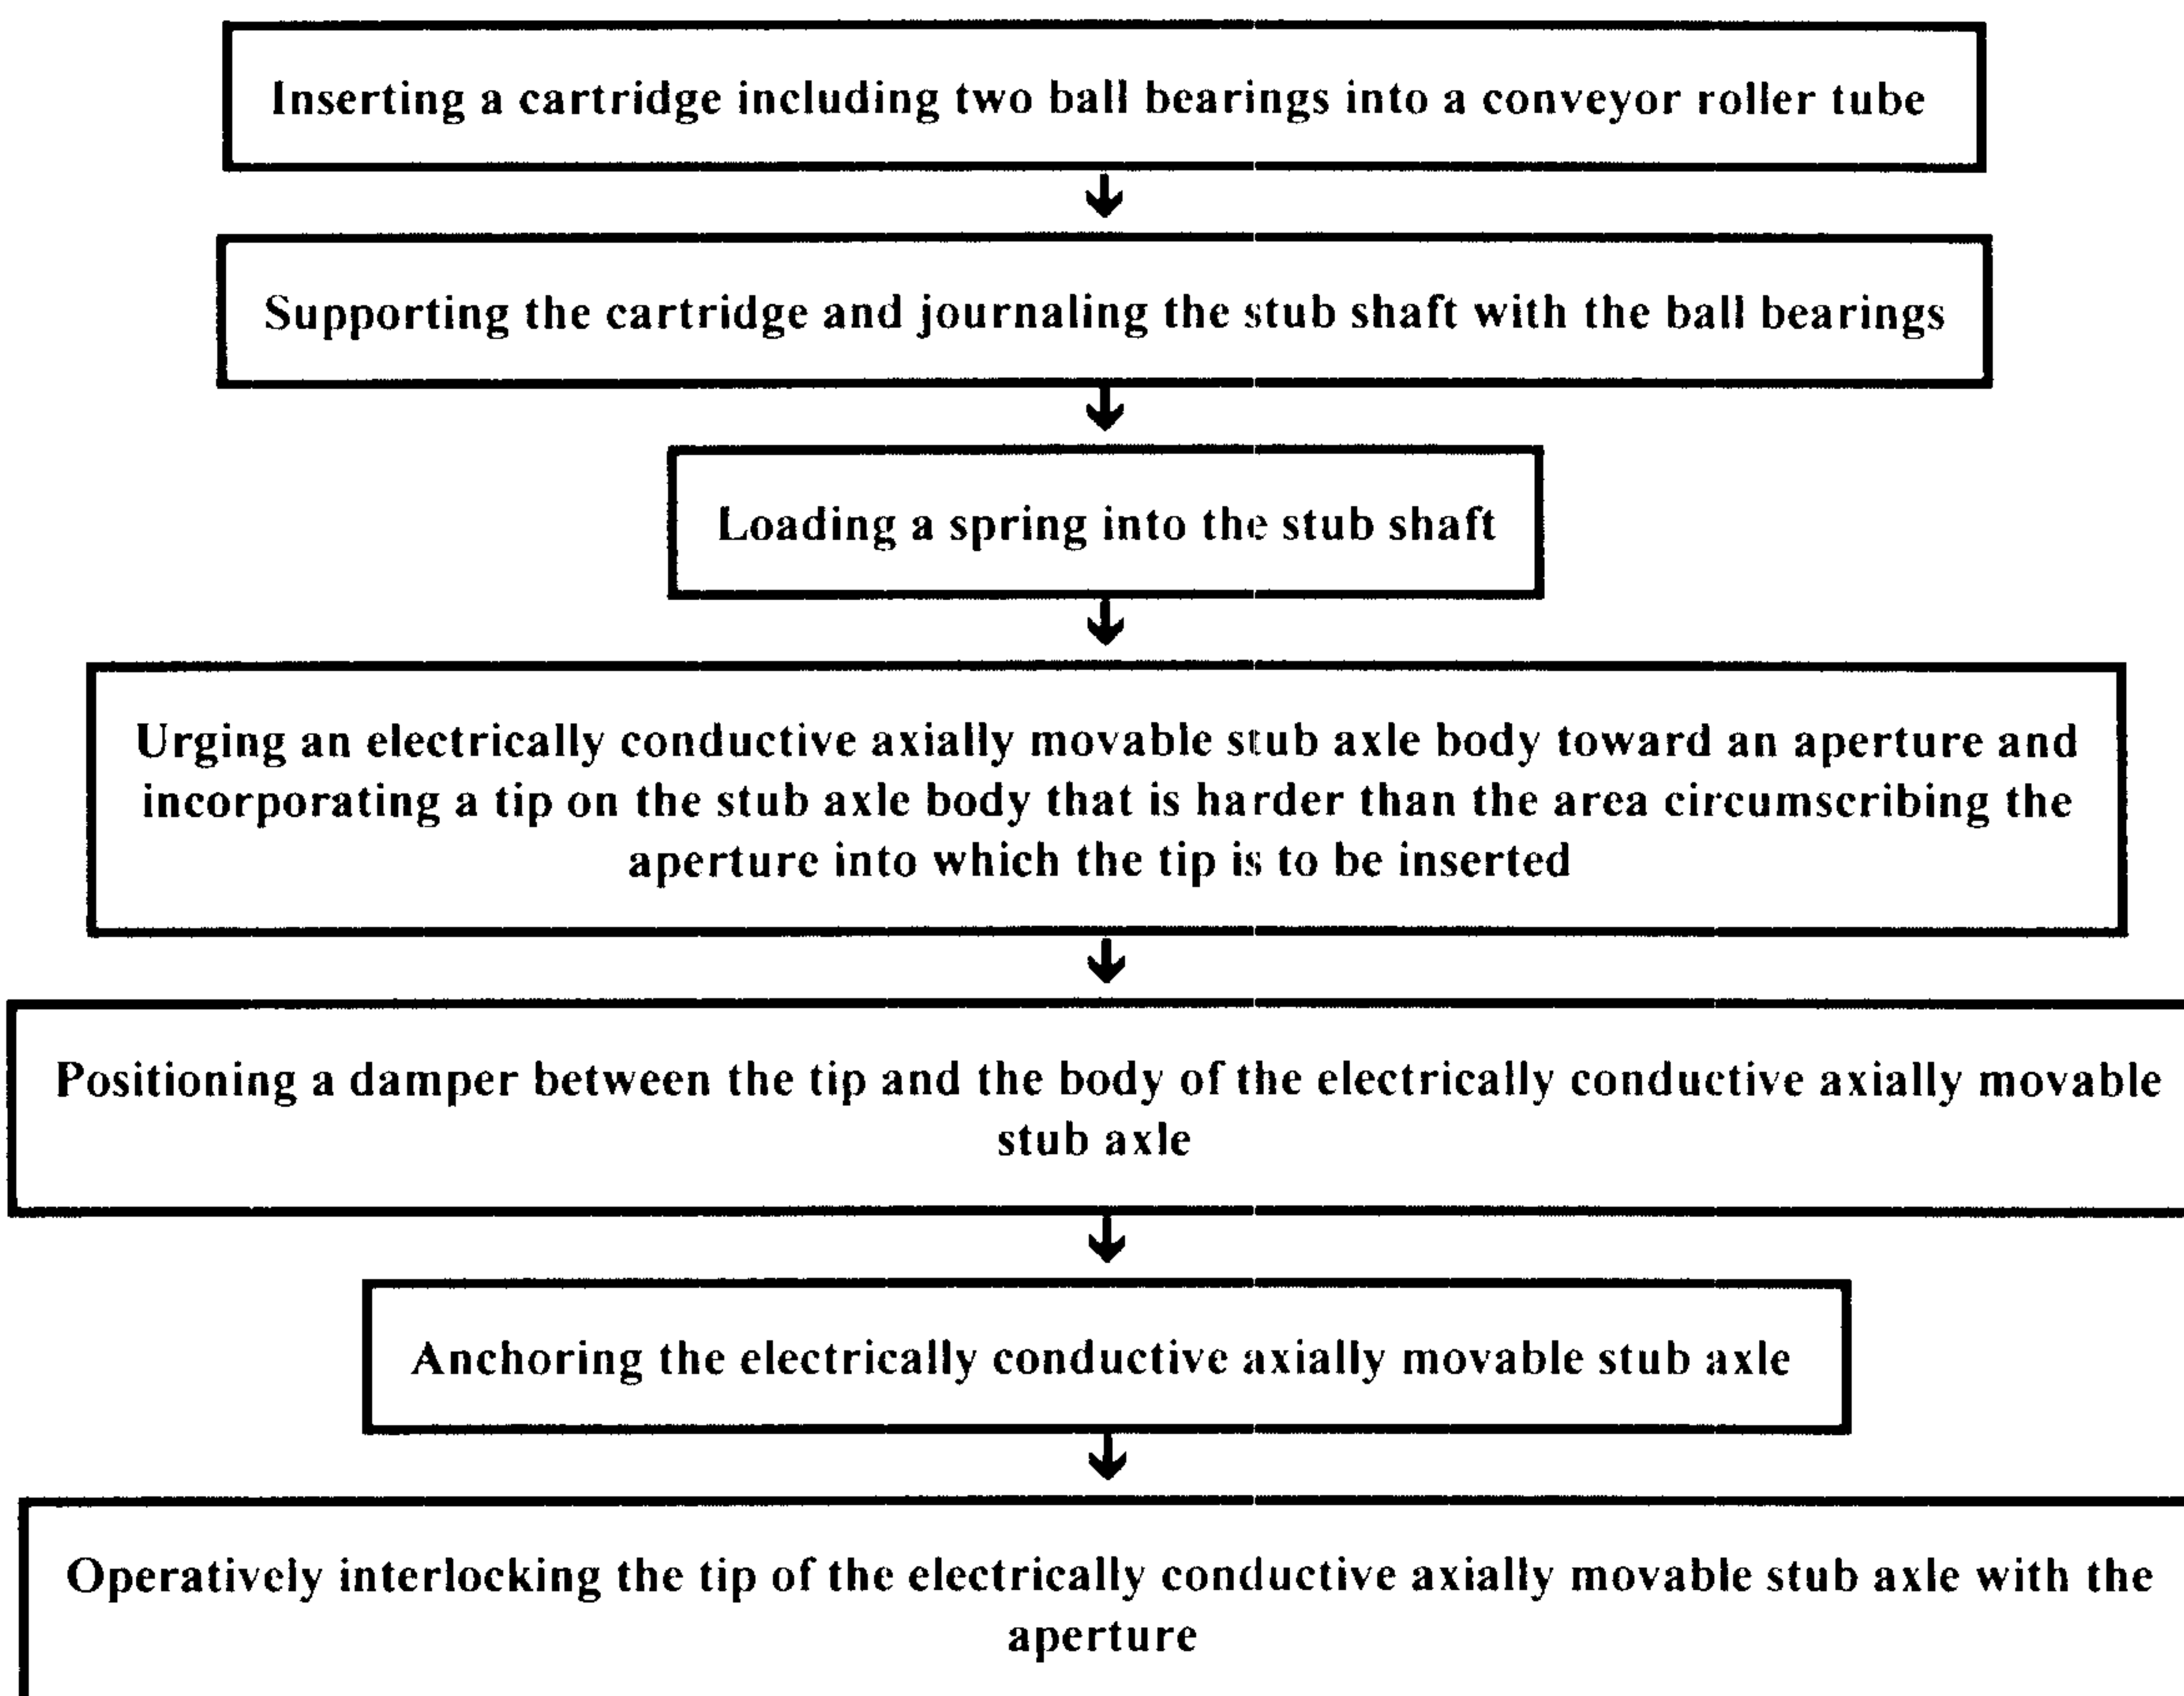 Inserting a cartridge including two ball bearings into a conveyor roller tube
Supporting the cartridge and journaling the stub shaft with the ball bearings
Loading a spring into the stub shaft
Urging an electrically conductive axially movable stub axle body toward an aperture and
incorporating a tip on the stub axle body that is harder than the area circumscribing the
aperture into which the tip is to be inserted
Positioning a damper between the tip and the body of the electrically conductive axially movable
stub axle
Anchoring the electrically conductive axially movable stub axle
Operatively interlocking the tip of the electrically conductive axially movable stub axle with the
aperture